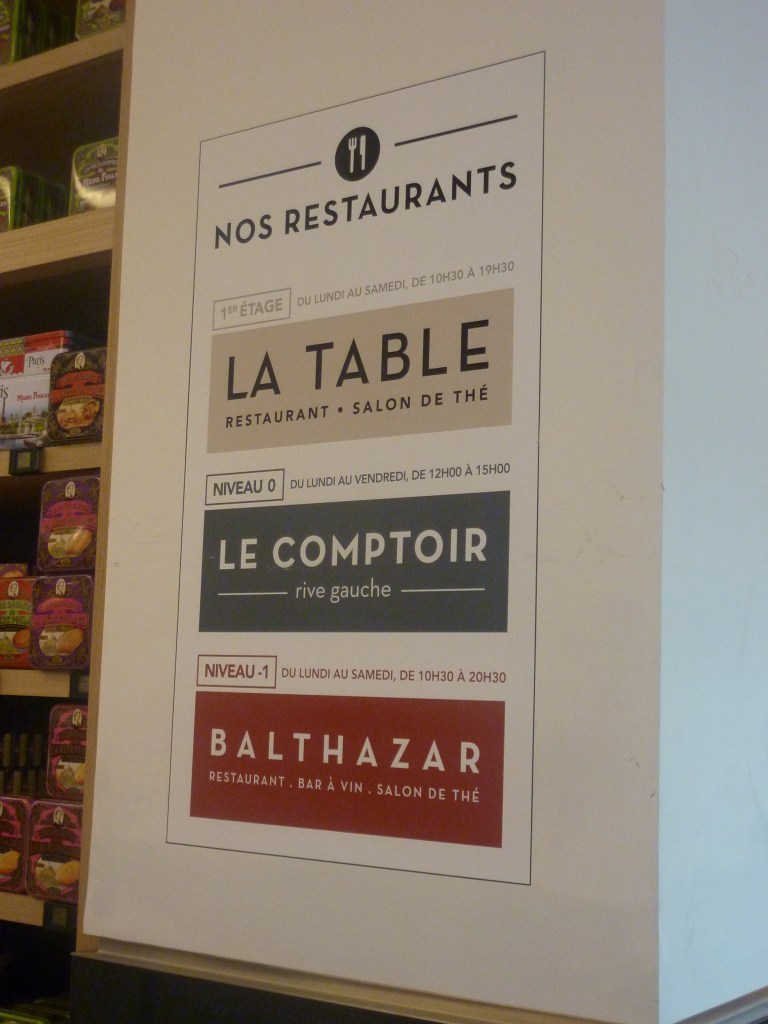 NOS RESTAURANTS
1ER ÉTAGE DU LUNDI AU SAMEDI, DE 10H30 À 19H30
LA TABLE
RESTAURANT • SALON DE THÉ
NIVEAU 0 DU LUNDI AU VENDREDI, DE 12H00 À 15H00
LE COMPTOIR
rive gauche
NIVEAU -1 DU LUNDI AU SAMEDI, DE 10H30 À 20H30
BALTHAZAR
RESTAURANT . BAR À VIN . SALON DE THÉ
Paris